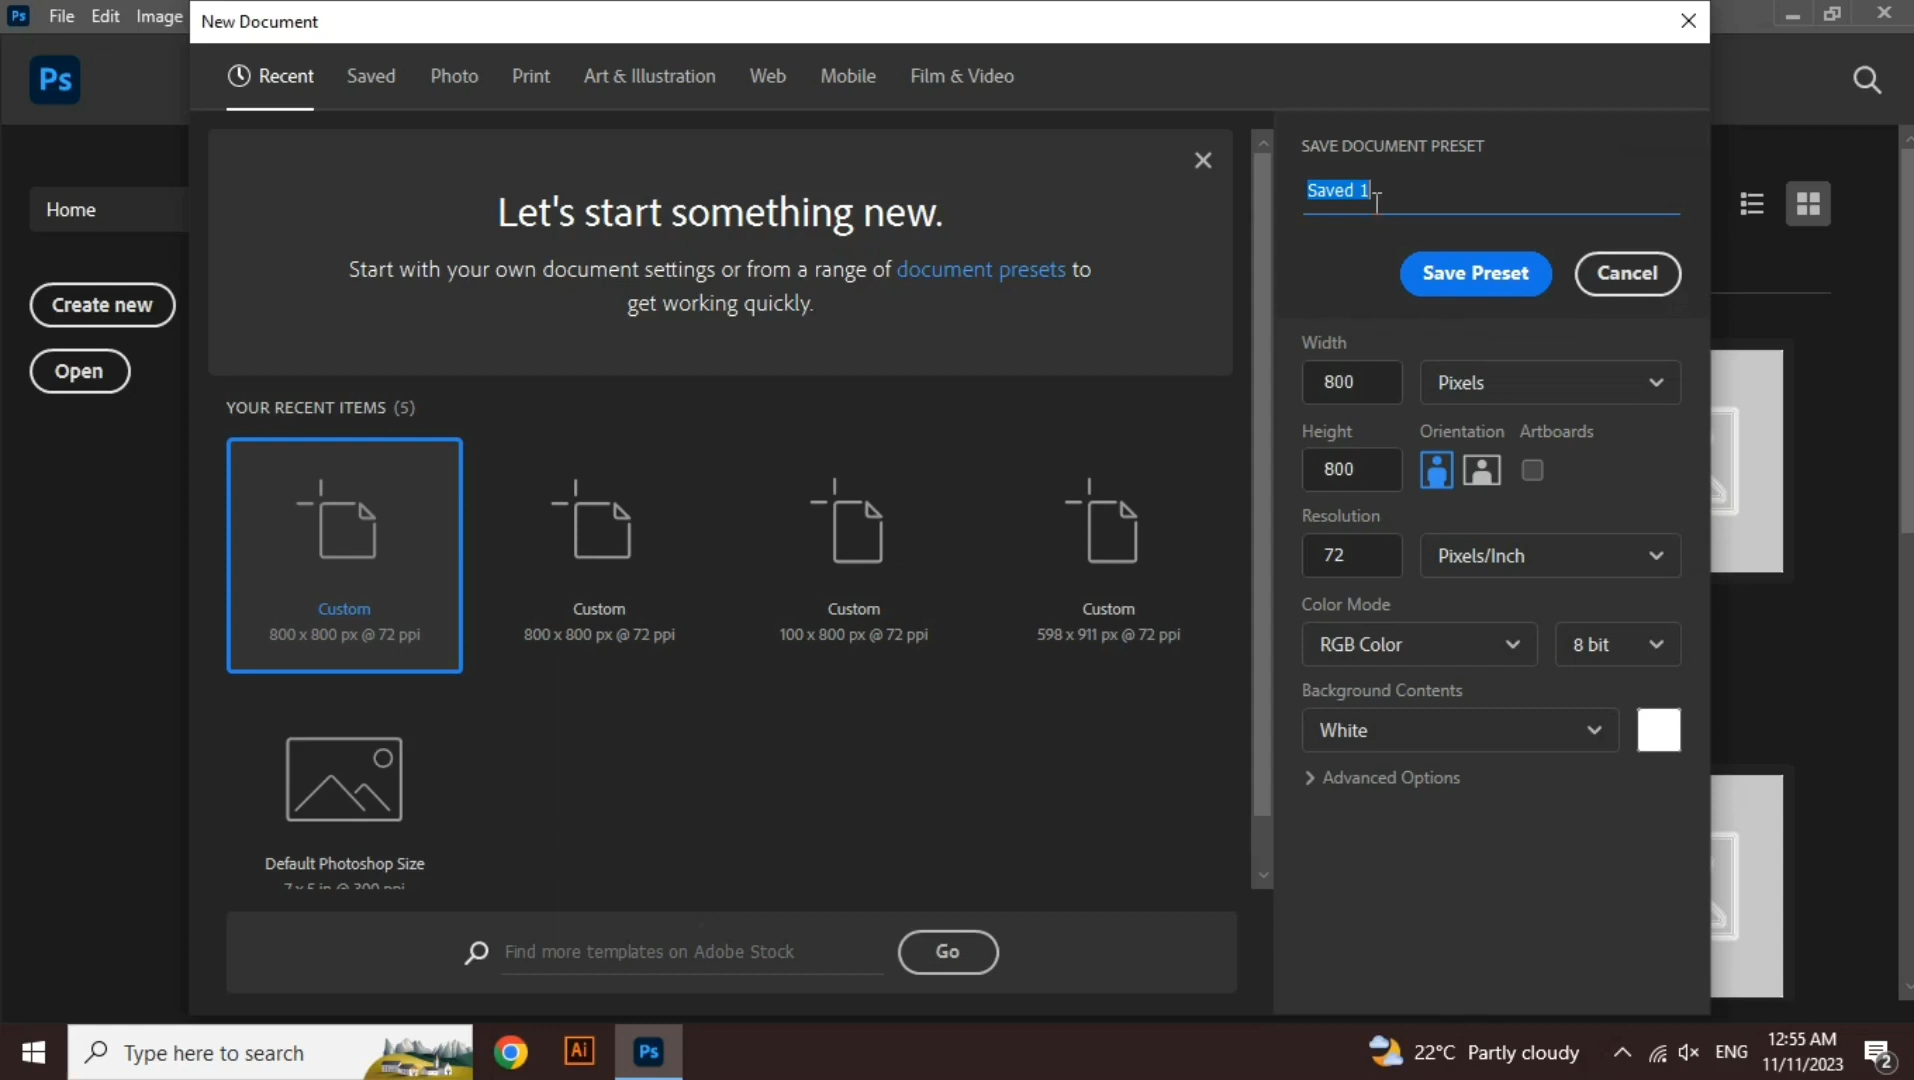 Ps File Edit Image
New Document
Ps
Recent Saved Photo Print Art & Illustration Web Mobile Film & Video
Home
Create new
Open
Let's start something new.
Start with your own document settings or from a range of document presets to
get working quickly.
YOUR RECENT ITEMS (5)
Custom
800 x 800 px @ 72 ppi
Custom
800 x 800 px @ 72 ppi
Custom
100 x 800 px @ 72 ppi
Custom
598 x 911 px @ 72 ppi
Default Photoshop Size
7 x 5 in @ 300 ppi
Find more templates on Adobe Stock
Go
SAVE DOCUMENT PRESET
Saved 1
Save Preset Cancel
Width
800 Pixels
Height Orientation Artboards
800
Resolution
72 Pixels/Inch
Color Mode
RGB Color 8 bit
Background Contents
White
Advanced Options
Type here to search
Ai
Ps
22°C Partly cloudy
ENG
12:55 AM
11/11/2023
2